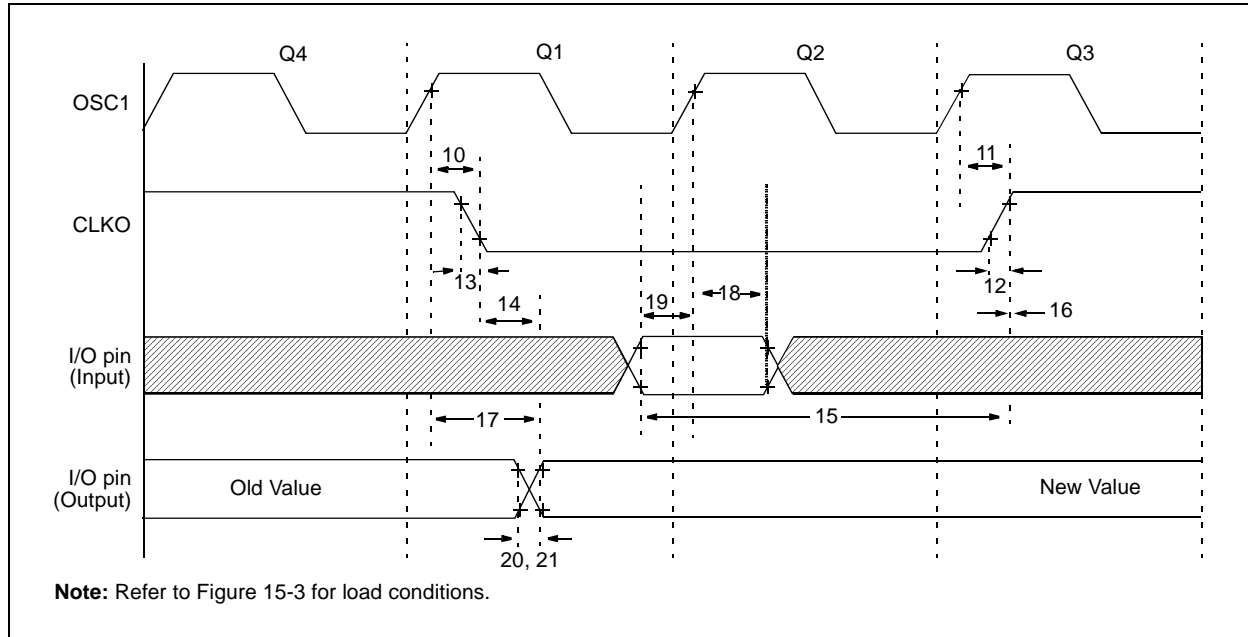 Q4 Q1 Q2 Q3
OSC1
10 11
CLKO
13 12
14 19 18 16
I/O pin
(Input)
17 15
I/O pin
(Output)
Old Value New Value
20, 21
Note: Refer to Figure 15-3 for load conditions.